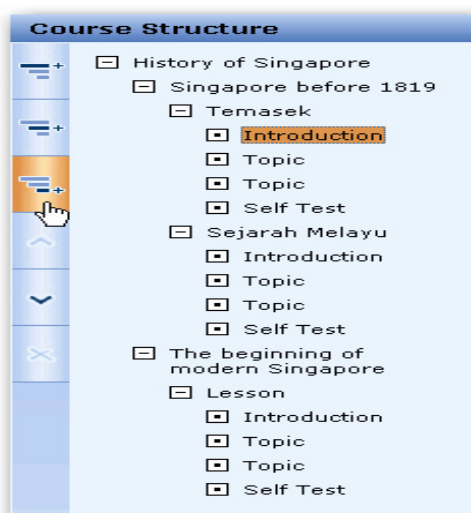 Course Structure
History of Singapore
Singapore before 1819
Temasek
Introduction
Topic
Topic
Self Test
Sejarah Melayu
Introduction
Topic
Topic
Self Test
The beginning of
modern Singapore
Lesson
Introduction
Topic
Topic
Self Test